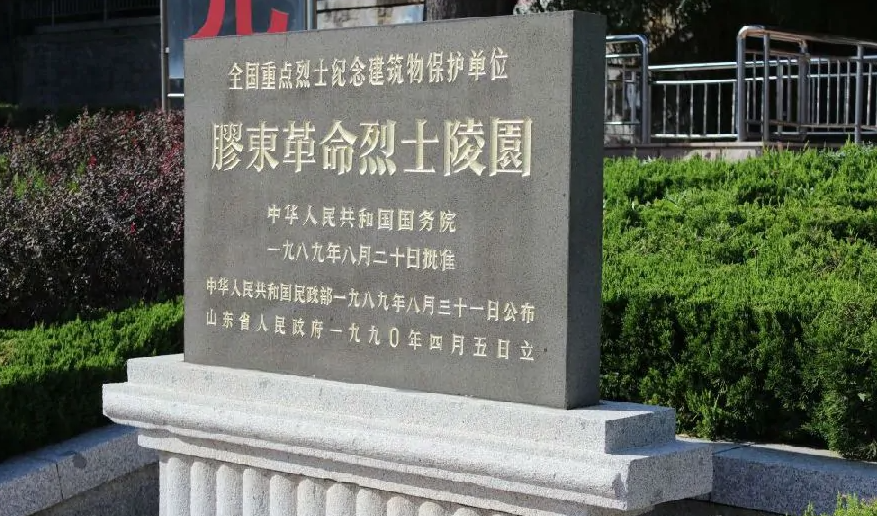 全国重点烈士纪念建筑物保护单位
膠東革命烈士陵園
中华人民共和国国务院
一九八九年八月二十日批准
中华人民共和国民政部一九八九年八月三十一日公布
山东省人民政府一九九〇年四月五日立